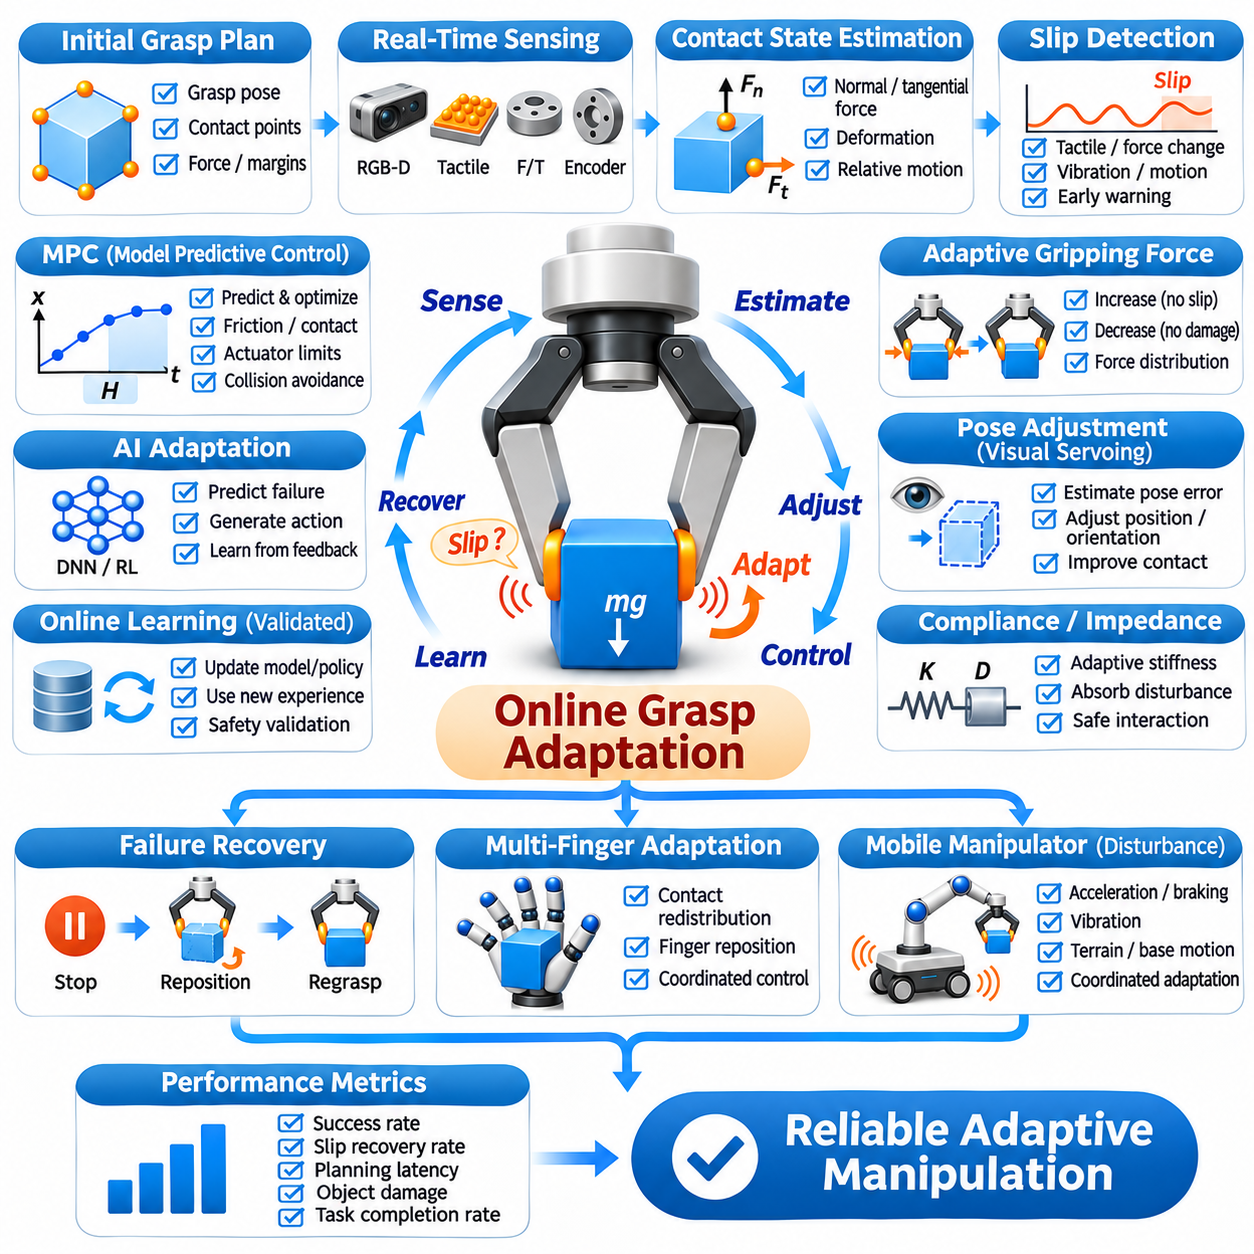 Initial Grasp Plan
Grasp pose
Contact points
Force / margins
Real-Time Sensing
RGB-D
Tactile
F/T
Encoder
Contact State Estimation
Fn
Ft
Normal / tangential
force
Deformation
Relative motion
Slip Detection
Slip
Tactile / force change
Vibration / motion
Early warning
MPC (Model Predictive Control)
x
t
H
Predict & optimize
Friction / contact
Actuator limits
Collision avoidance
AI Adaptation
DNN / RL
Predict failure
Generate action
Learn from feedback
Online Learning (Validated)
Update model/policy
Use new experience
Safety validation
Sense
Estimate
Recover
Adjust
Slip ?
Adapt
mg
Learn
Control
Online Grasp
Adaptation
Adaptive Gripping Force
Increase (no slip)
Decrease (no damage)
Force distribution
Pose Adjustment
(Visual Servoing)
Estimate pose error
Adjust position /
orientation
Improve contact
Compliance / Impedance
K
D
Adaptive stiffness
Absorb disturbance
Safe interaction
Failure Recovery
Stop
Reposition
Regrasp
Multi-Finger Adaptation
Contact
redistribution
Finger reposition
Coordinated control
Mobile Manipulator (Disturbance)
Acceleration / braking
Vibration
Terrain / base motion
Coordinated adaptation
Performance Metrics
Success rate
Slip recovery rate
Planning latency
Object damage
Task completion rate
Reliable Adaptive
Manipulation